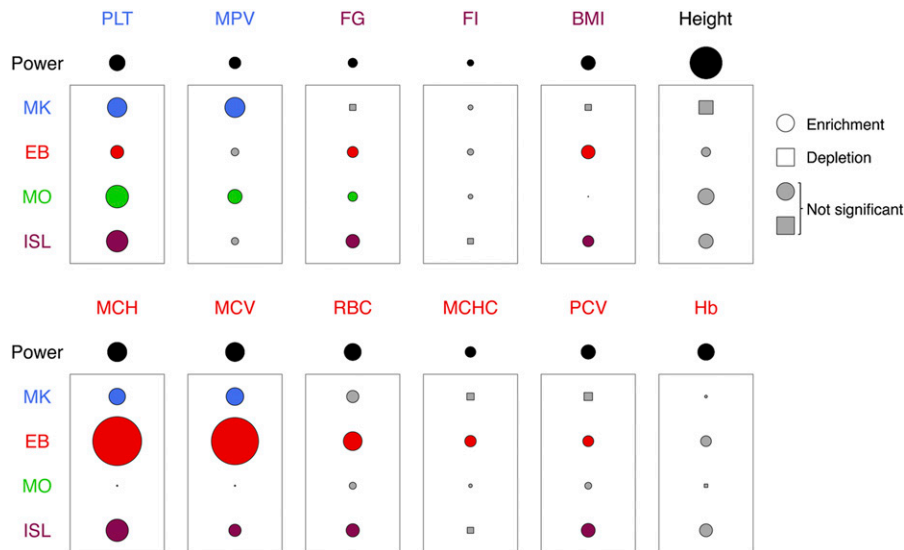 PLT MPV FG FI BMI Height
Power
MK
EB
MO
ISL
Enrichment
Depletion
Not significant
MCH MCV RBC MCHC PCV Hb
Power
MK
EB
MO
ISL